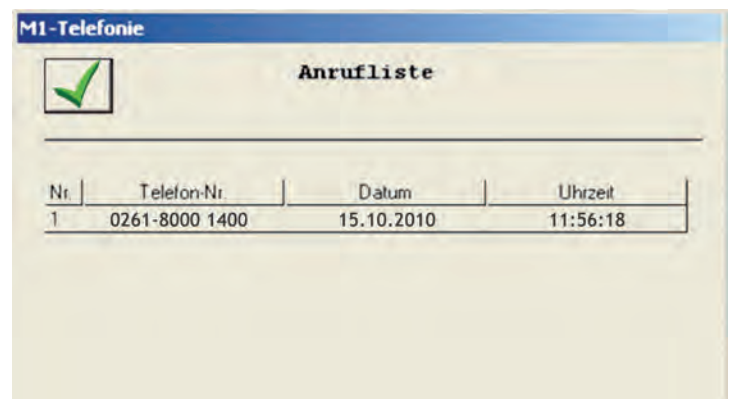 M1-Telefonie
Anrufliste
Nr. Telefon-Nr. Datum Uhrzeit
1 0261-8000 1400 15.10.2010 11:56:18